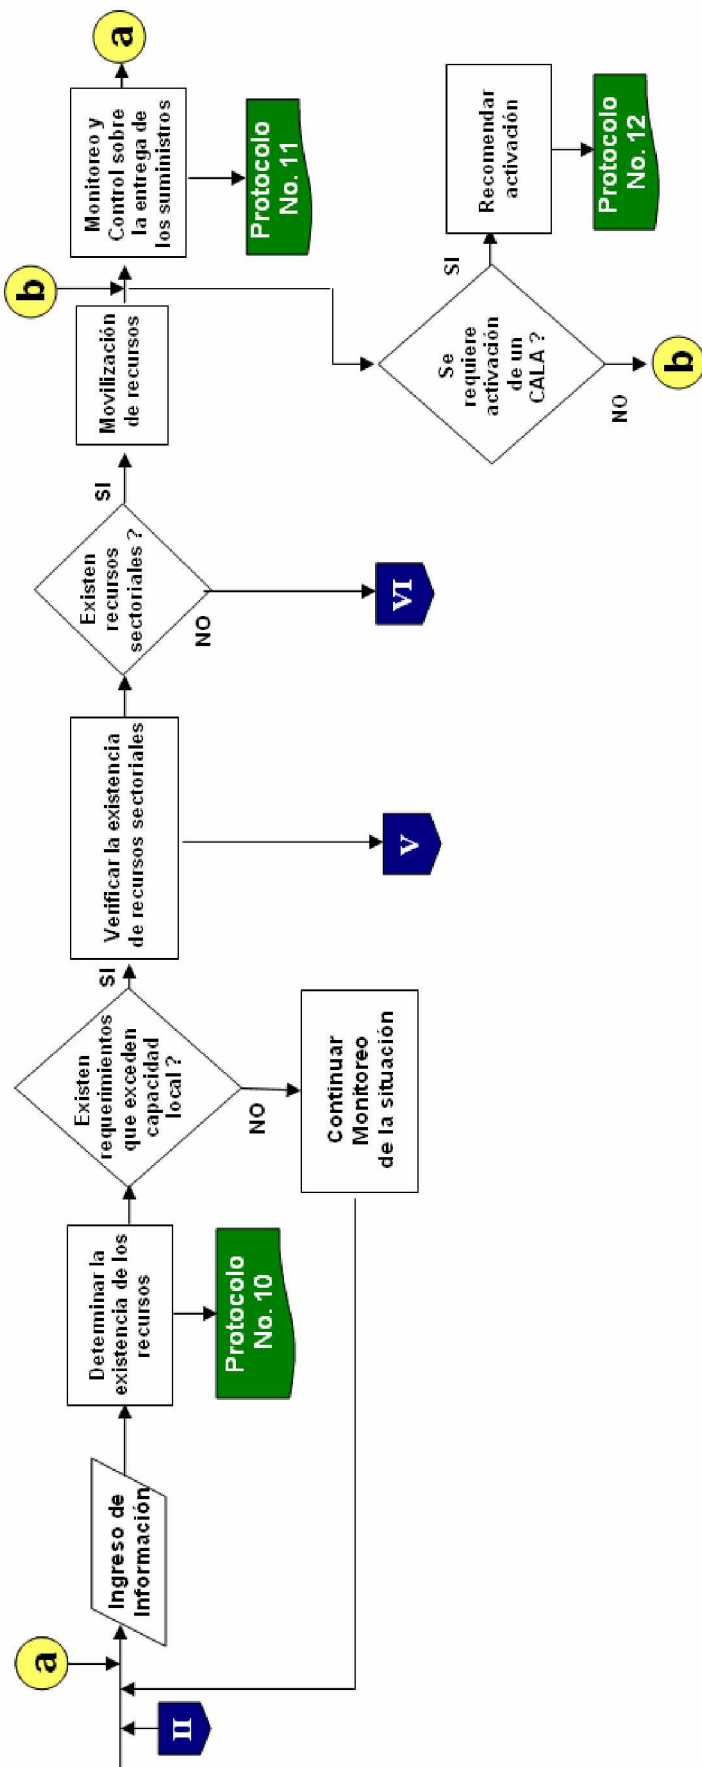 a
II
Ingreso de
Información
Determinar la
existencia de los
recursos
Protocolo
No. 10
Existen
requerimientos
que exceden
capacidad
local ?
SI
NO
Continuar
Monitoreo
de la situación
Verificar la existencia
de recursos sectoriales
V
Existen
recursos
sectoriales ?
SI
NO
VI
Movilización
de recursos
b
Monitoreo y
Control sobre
la entrega de
los suministros
a
Protocolo
No. 11
Se
requiere
activación
de un
CALA ?
SI
NO
b
Recomendar
activación
Protocolo
No. 12